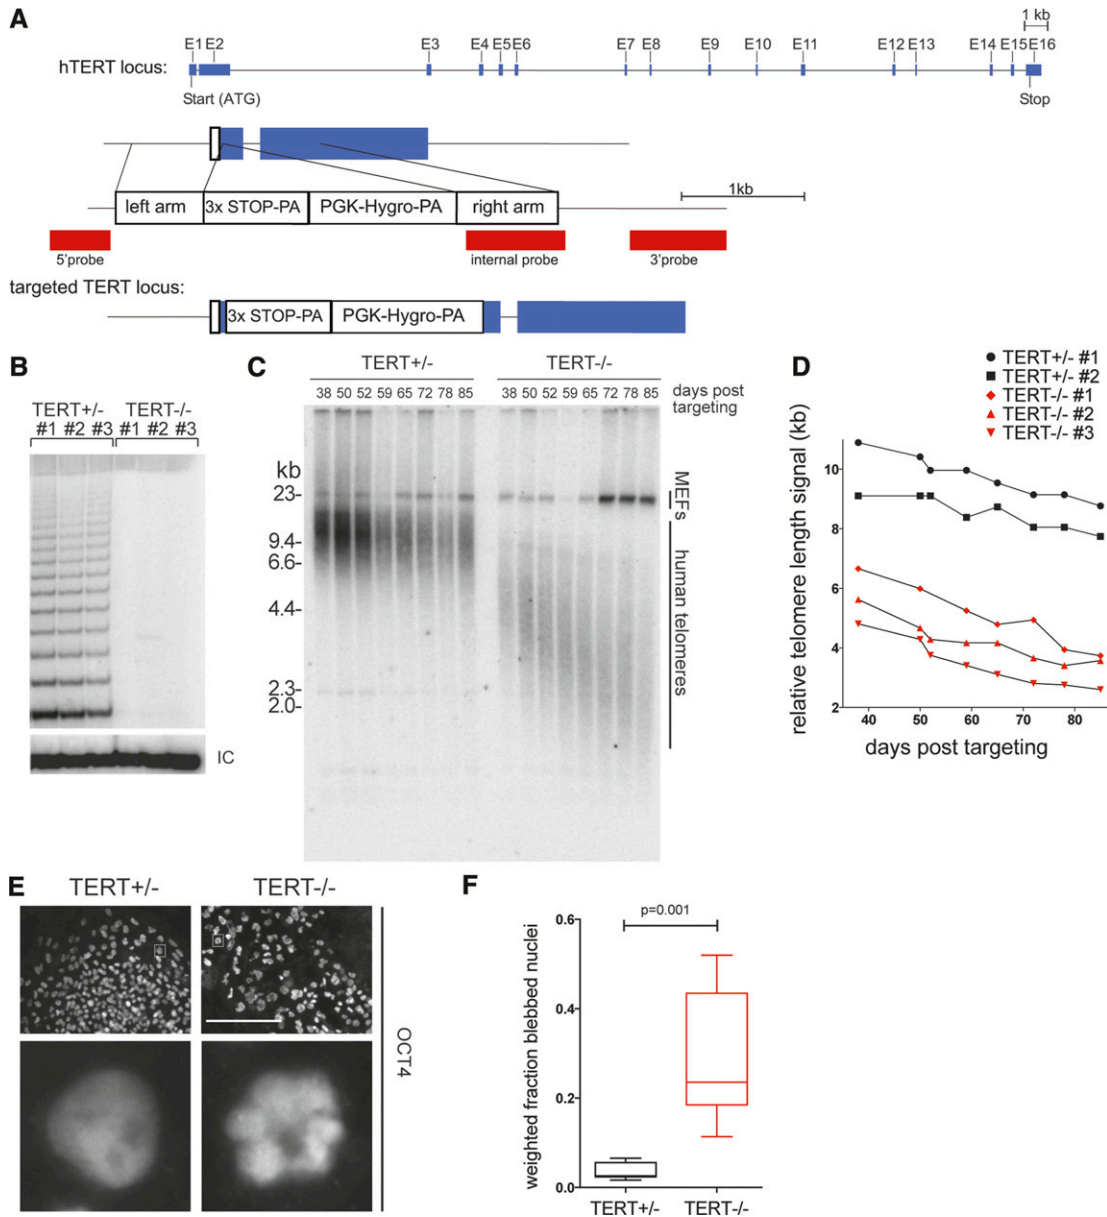 A
1 kb
E1 E2 E3 E4 E5 E6 E7 E8 E9 E10 E11 E12 E13 E14 E15 E16
hTERT locus:
Start (ATG) Stop
left arm 3x STOP-PA PGK-Hygro-PA right arm
1kb
5'probe internal probe 3'probe
targeted TERT locus:
3x STOP-PA PGK-Hygro-PA
B
TERT+/- TERT-/-
#1 #2 #3 #1 #2 #3
IC
C
TERT+/- TERT-/-
38 50 52 59 65 72 78 85 38 50 52 59 65 72 78 85
days post
targeting
kb
23-
9.4-
6.6-
4.4-
2.3-
2.0-
MEFs
human telomeres
D
TERT+/- #1
TERT+/- #2
TERT-/- #1
TERT-/- #2
TERT-/- #3
relative telomere length signal (kb)
10
8
6
4
2
40 50 60 70 80
days post targeting
E
TERT+/- TERT-/-
OCT4
F
p=0.001
weighted fraction blebbed nuclei
0.6
0.4
0.2
0.0
TERT+/- TERT-/-